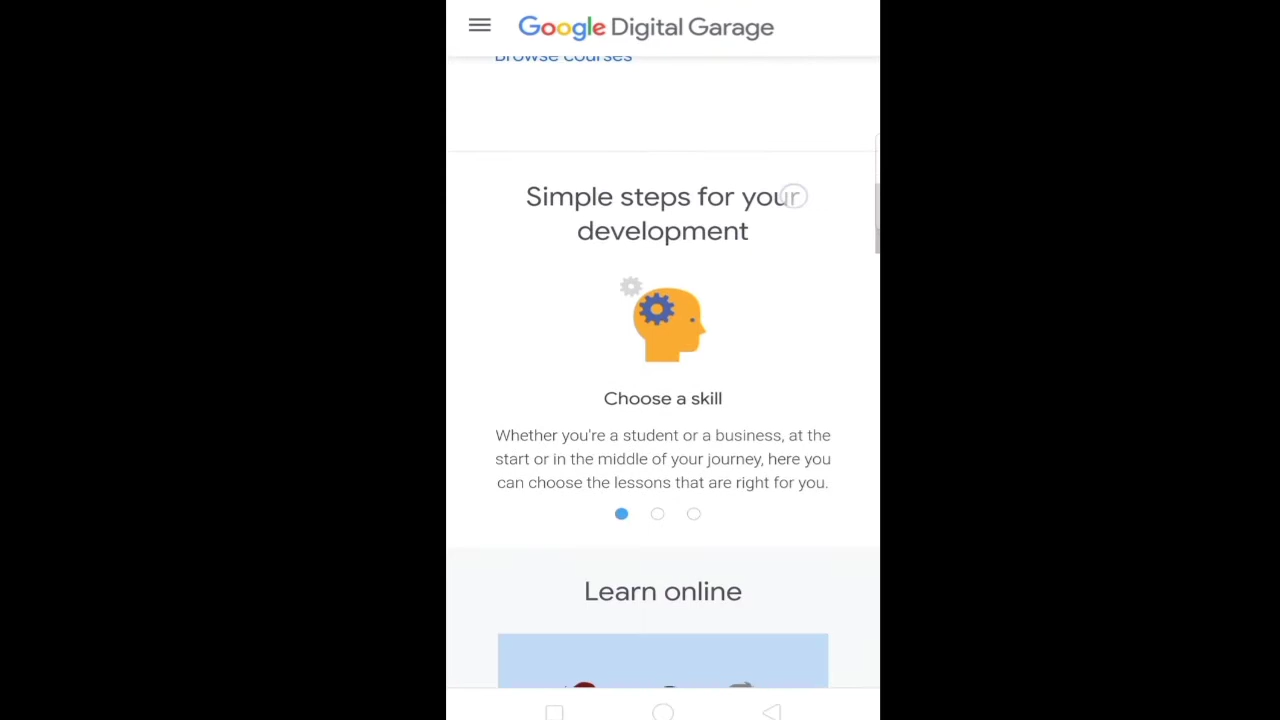 Google Digital Garage
Browse courses
Simple steps for your
development
Choose a skill
Whether you're a student or a business, at the
start or in the middle of your journey, here you
can choose the lessons that are right for you.
Learn online